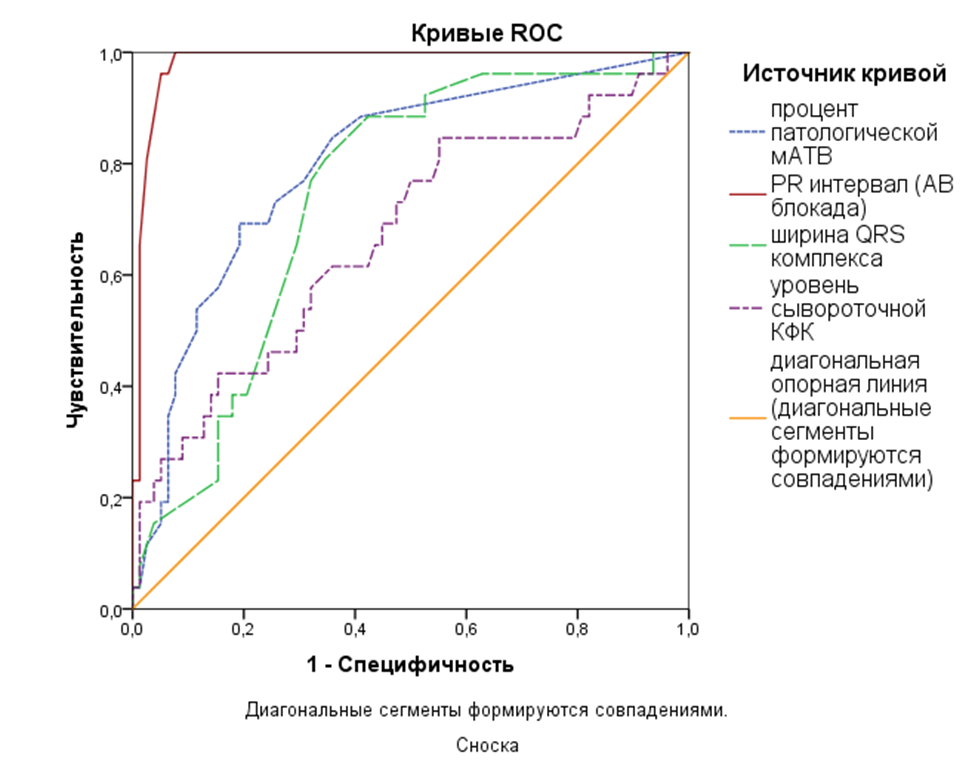 Кривые ROC
1,0
0,8
0,6
0,4
0,2
0,0
Чувствительность
0,0 0,2 0,4 0,6 0,8 1,0
1 - Специфичность
Источник кривой
процент
патологической
мАТВ
PR интервал (АВ
блокада)
ширина QRS
комплекса
уровень
сывороточной
КФК
диагональная
опорная линия
(диагональные
сегменты
формируются
совпадениями)
Диагональные сегменты формируются совпадениями.
Сноска